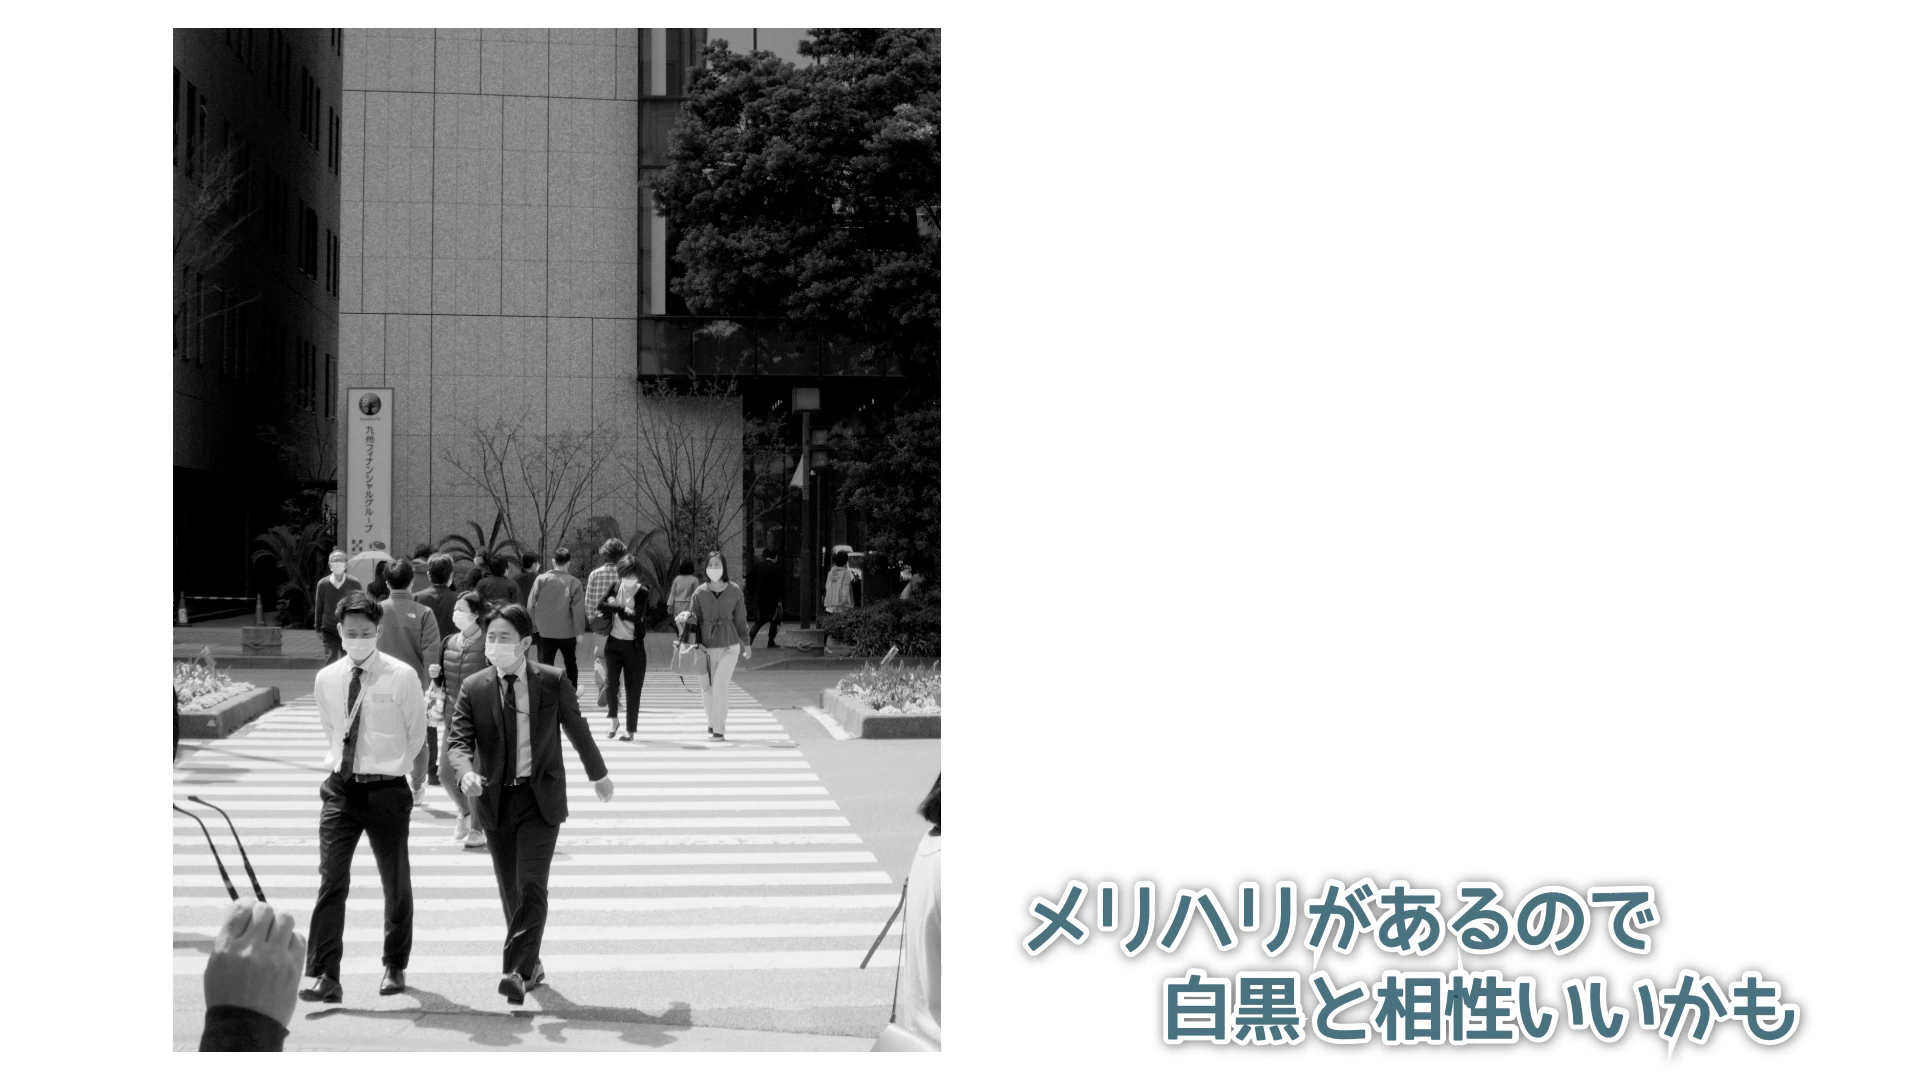 九州フィナンシャルグループ
メリハリがあるので
白黒と相性いいかも